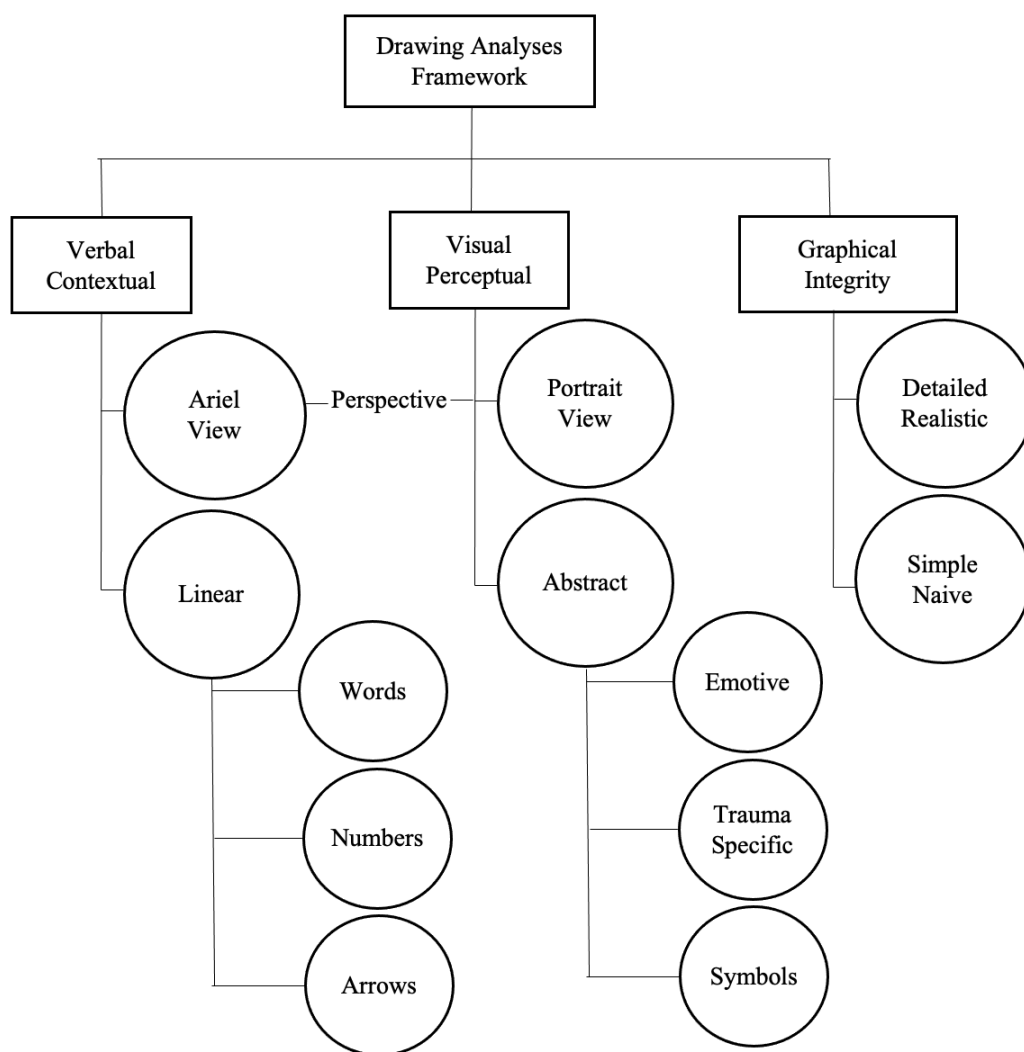 Drawing Analyses
Framework
Verbal
Contextual
Visual
Perceptual
Graphical
Integrity
Ariel
View
Perspective
Portrait
View
Detailed
Realistic
Linear
Abstract
Simple
Naive
Words
Emotive
Numbers
Trauma
Specific
Arrows
Symbols